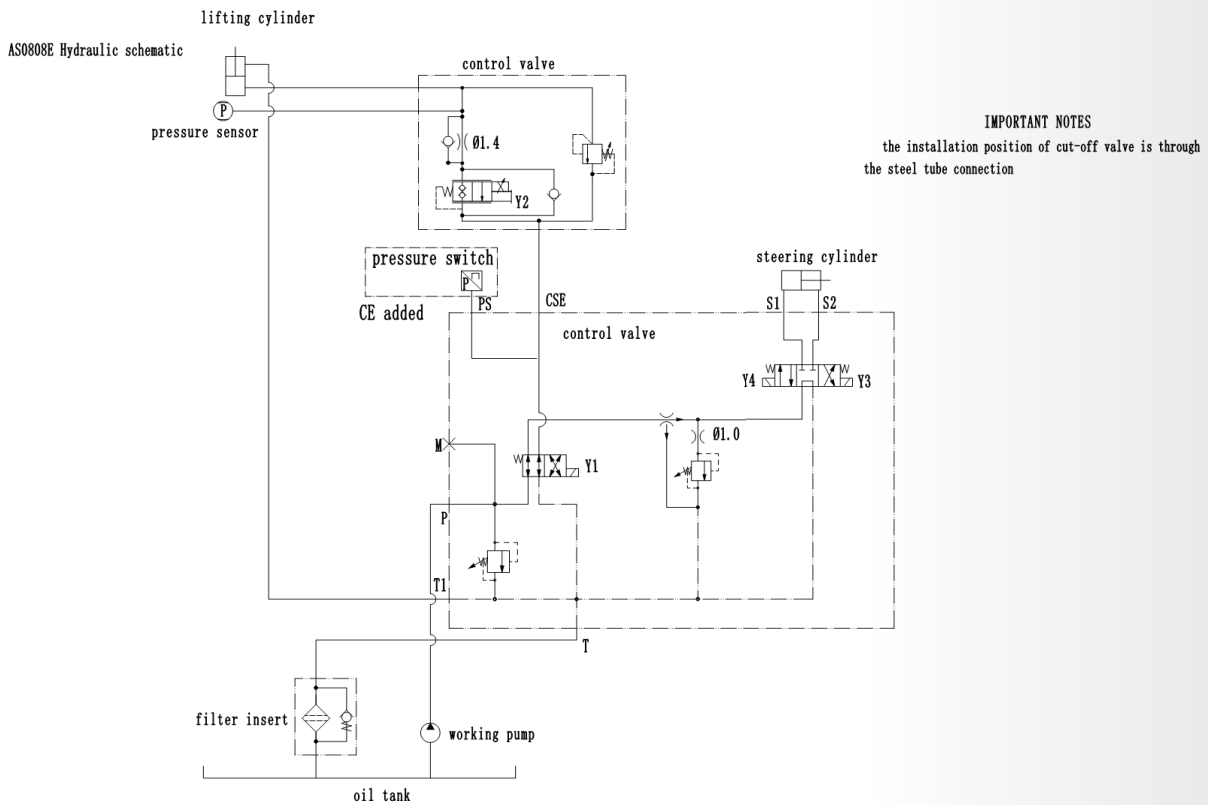 lifting cylinder
AS0808E Hydraulic schematic
control valve
P
pressure sensor
Ø1.4
Y2
IMPORTANT NOTES
the installation position of cut-off valve is through
the steel tube connection
pressure switch
P
CE added
PS
CSE
steering cylinder
S1
S2
control valve
Y4
Y3
Ø1.0
M
Y1
P
T1
T
filter insert
working pump
oil tank